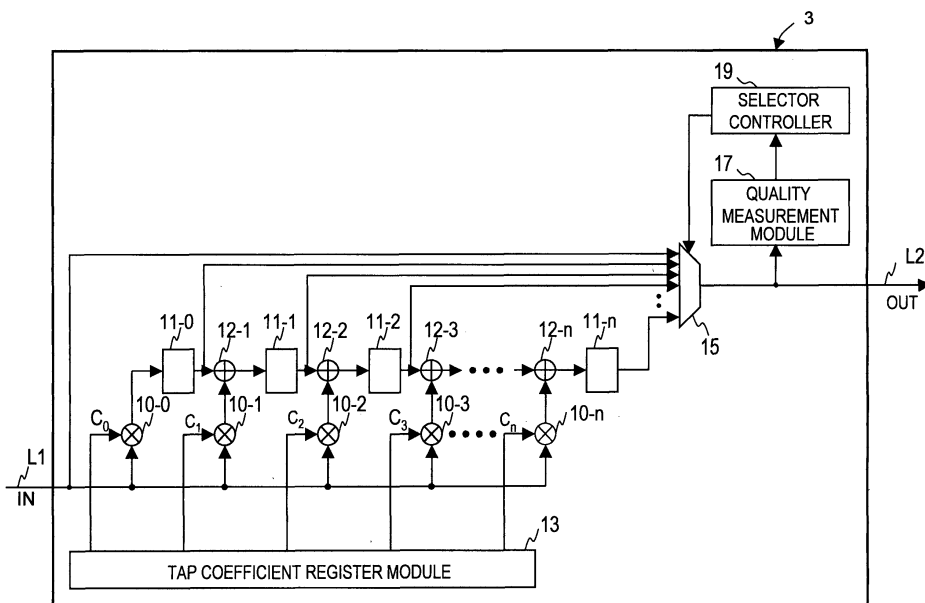 3
19
SELECTOR
CONTROLLER
17
QUALITY
MEASUREMENT
MODULE
L2
OUT
15
11-0
12-1
11-1
12-2
11-2
12-3
12-n
11-n
C0
10-0
C1
10-1
C2
10-2
C3
10-3
Cn
10-n
L1
IN
13
TAP COEFFICIENT REGISTER MODULE